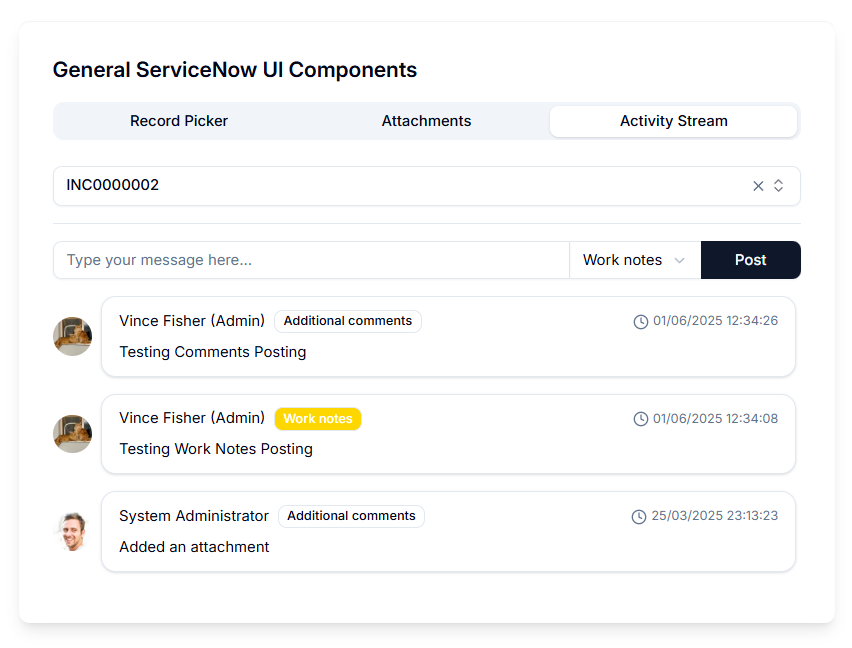 General ServiceNow UI Components
Record Picker Attachments Activity Stream
INC0000002
Type your message here... Work notes Post
Vince Fisher (Admin) Additional comments 01/06/2025 12:34:26
Testing Comments Posting
Vince Fisher (Admin) Work notes 01/06/2025 12:34:08
Testing Work Notes Posting
System Administrator Additional comments 25/03/2025 23:13:23
Added an attachment